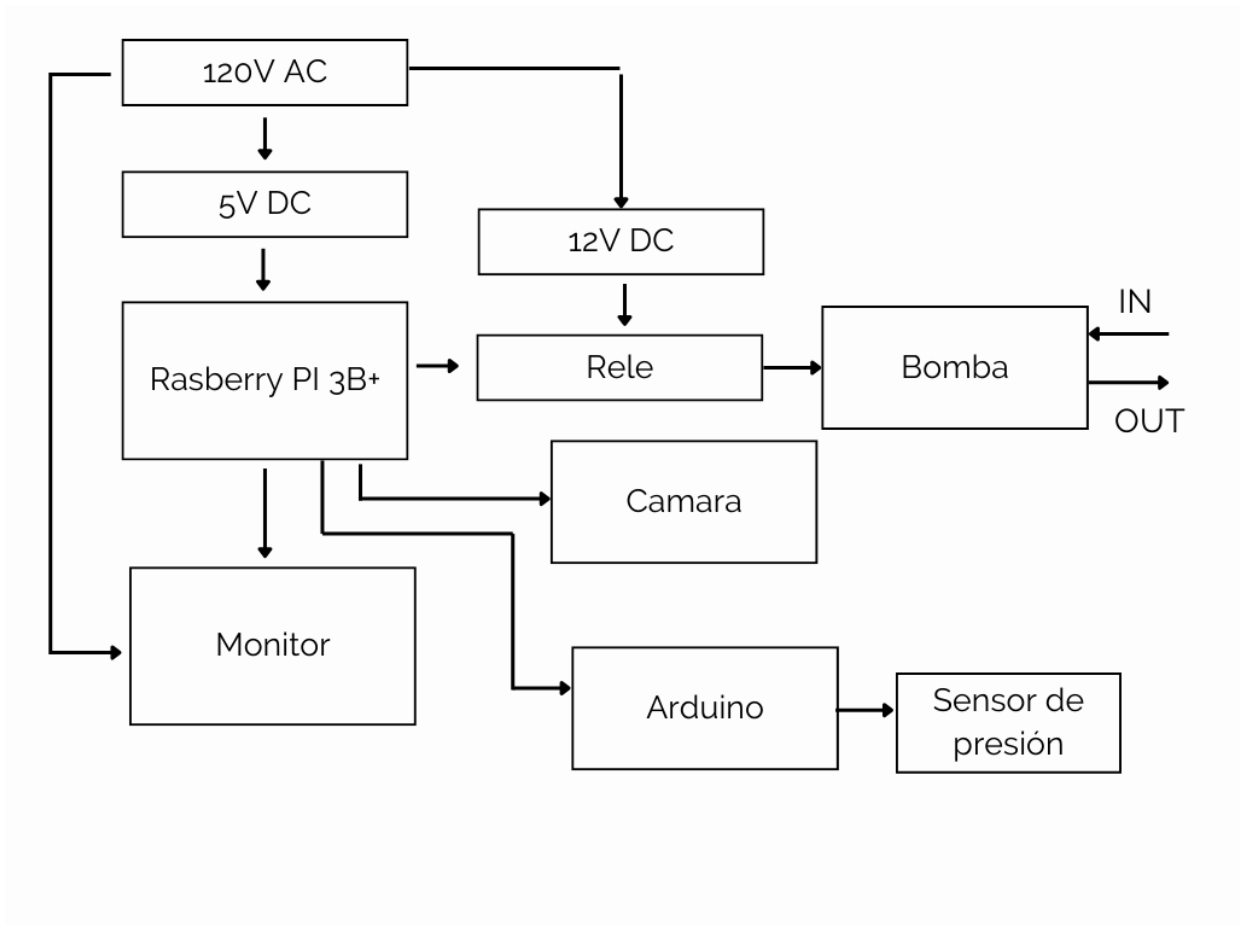 120V AC
5V DC
12V DC
IN
Rasberry PI 3B+
Rele
Bomba
OUT
Camara
Monitor
Arduino
Sensor de
presión